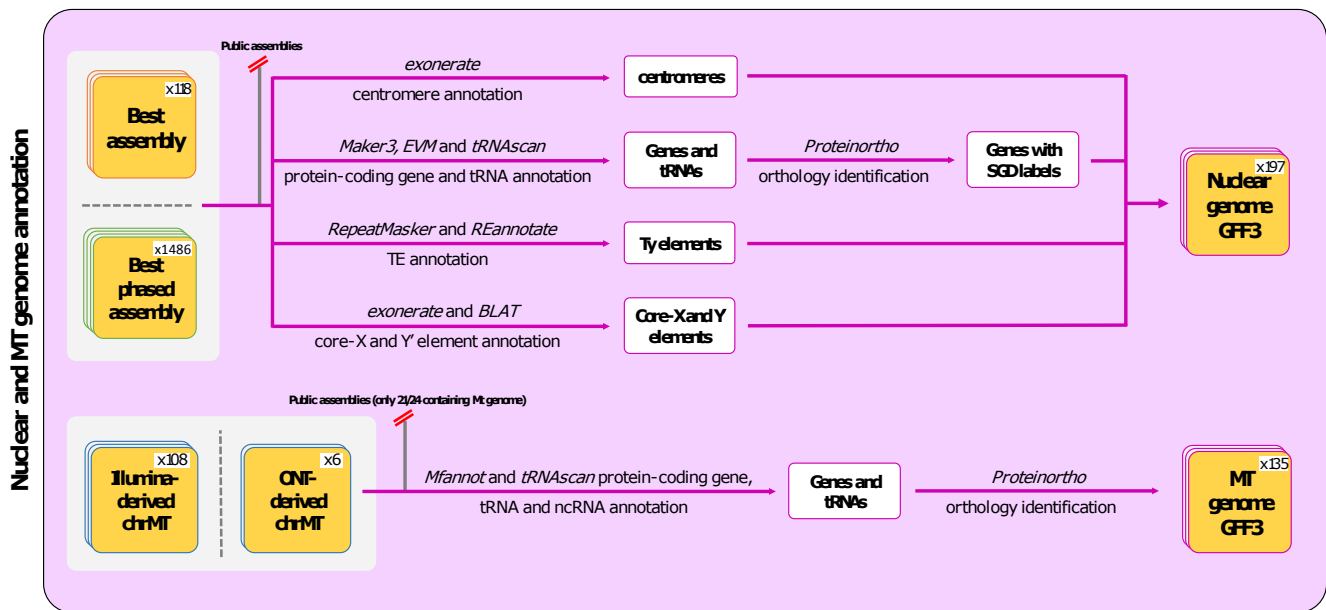 Nuclear and MT genome annotation
Public assemblies
x118
Best
assembly
x1486
Best
phased
assembly
exonerate
centromere annotation
centromeres
Maker3, EVM and tRNAscan
protein-coding gene and tRNA annotation
Genes and
tRNAs
Proteinortho
orthology identification
Genes with
SGD labels
RepeatMasker and REannotate
TE annotation
Ty elements
exonerate and BLAT
core-X and Y' element annotation
Core-X and Y
elements
x197
Nuclear
genome
GFF3
Public assemblies (only 21/24 containing Mt genome)
x108
Illumina-
derived
chrMT
x6
ONT-
derived
chrMT
Mfannot and tRNAscan protein-coding gene,
tRNA and ncRNA annotation
Genes and
tRNAs
Proteinortho
orthology identification
x135
MT
genome
GFF3